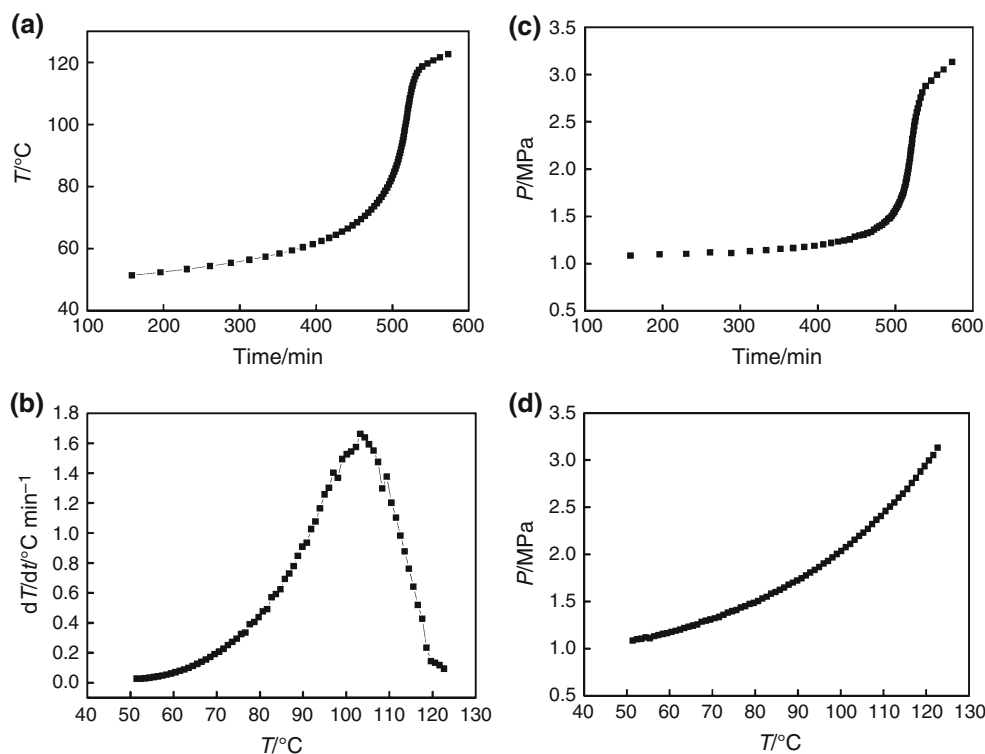 (a)
120
100
80
60
40
T/°C
100 200 300 400 500 600
Time/min
(c)
3.5
3.0
2.5
2.0
1.5
1.0
0.5
P/MPa
100 200 300 400 500 600
Time/min
(b)
1.8
1.6
1.4
1.2
1.0
0.8
0.6
0.4
0.2
0.0
dT/dt/°C min⁻¹
40 50 60 70 80 90 100 110 120 130
T/°C
(d)
3.5
3.0
2.5
2.0
1.5
1.0
0.5
P/MPa
40 50 60 70 80 90 100 110 120 130
T/°C